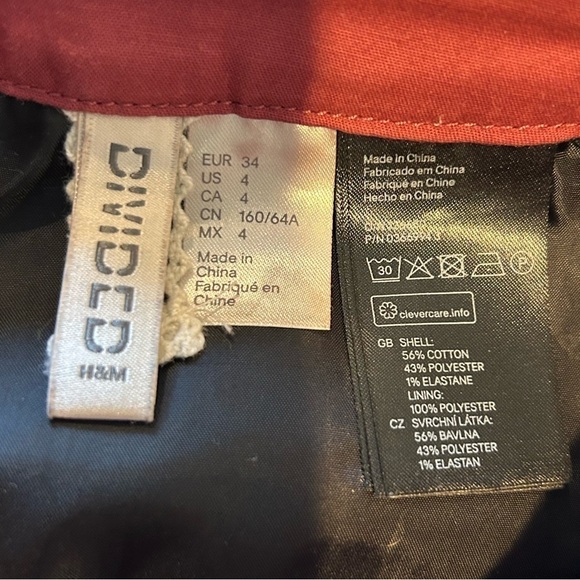 DIVIDED
H&M
EUR 34
US 4
CA 4
CN 160/64A
MX 4
Made in
China
Fabriqué en
Chine
Made in China
Fabricado em China
Fabriqué en Chine
Hecho en China
P/N
30
P
clevercare.info
GB SHELL:
56% COTTON
43% POLYESTER
1% ELASTANE
LINING:
100% POLYESTER
CZ SVRCHNÍ LÁTKA:
56% BAVLNA
43% POLYESTER
1% ELASTAN